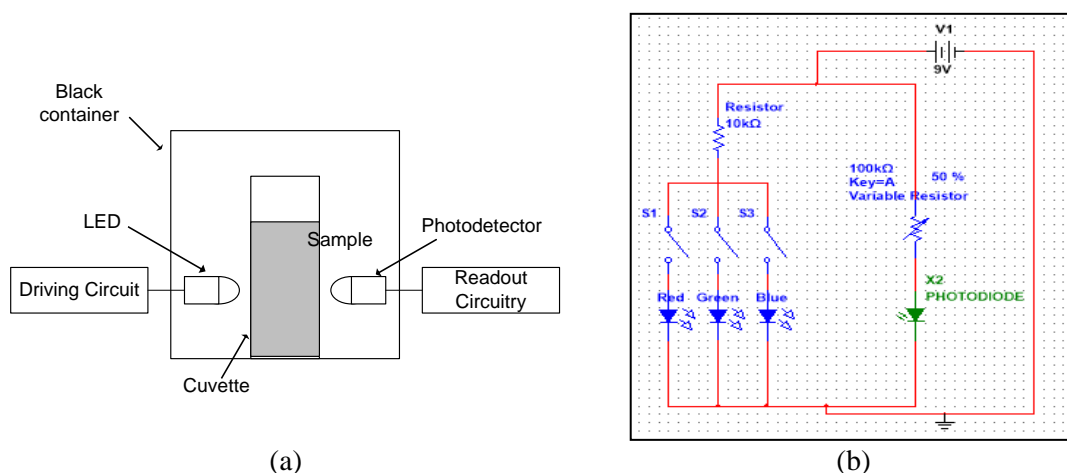 Black
container
LED
Sample
Photodetector
Driving Circuit
Readout
Circuitry
Cuvette
(a)
V1
9V
Resistor
10kΩ
100kΩ
Key=A
50 %
Variable Resistor
S1
S2
S3
X2
PHOTODIODE
Red
Green
Blue
(b)